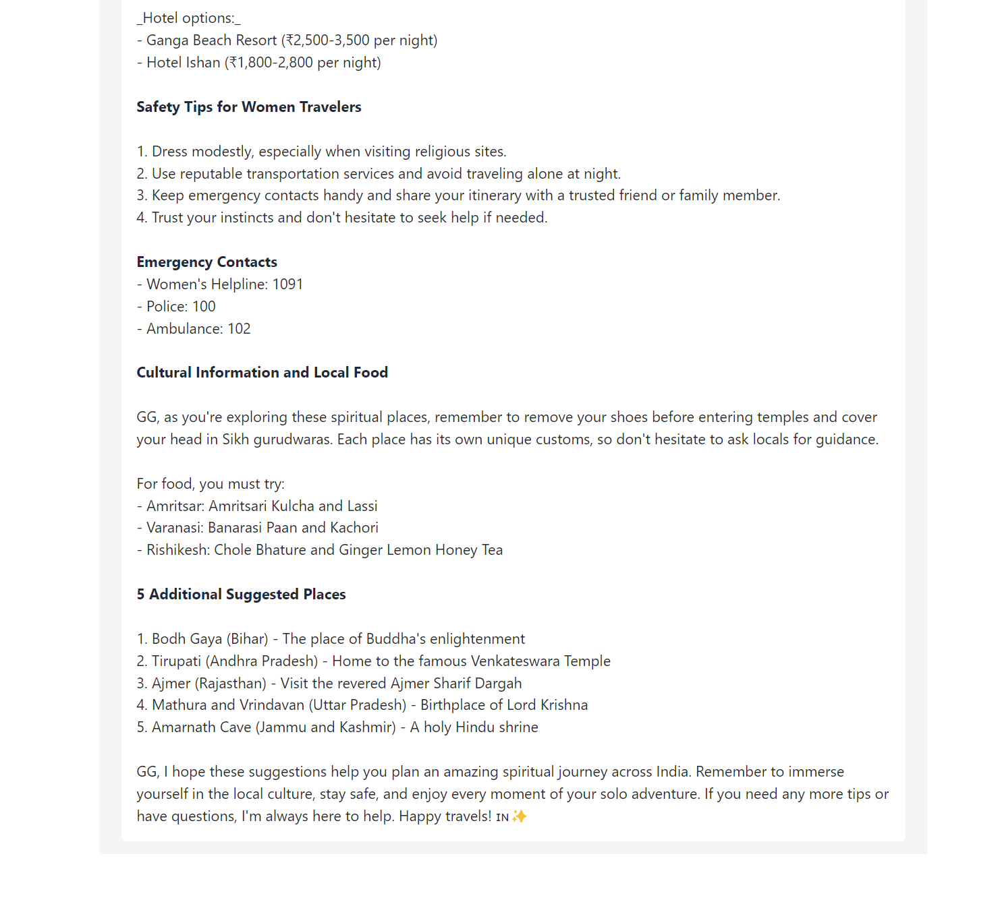 _Hotel options:_
- Ganga Beach Resort (₹2,500-3,500 per night)
- Hotel Ishan (₹1,800-2,800 per night)
Safety Tips for Women Travelers
1. Dress modestly, especially when visiting religious sites.
2. Use reputable transportation services and avoid traveling alone at night.
3. Keep emergency contacts handy and share your itinerary with a trusted friend or family member.
4. Trust your instincts and don't hesitate to seek help if needed.
Emergency Contacts
- Women's Helpline: 1091
- Police: 100
- Ambulance: 102
Cultural Information and Local Food
GG, as you're exploring these spiritual places, remember to remove your shoes before entering temples and cover
your head in Sikh gurudwaras. Each place has its own unique customs, so don't hesitate to ask locals for guidance.
For food, you must try:
- Amritsar: Amritsari Kulcha and Lassi
- Varanasi: Banarasi Paan and Kachori
- Rishikesh: Chole Bhature and Ginger Lemon Honey Tea
5 Additional Suggested Places
1. Bodh Gaya (Bihar) - The place of Buddha's enlightenment
2. Tirupati (Andhra Pradesh) - Home to the famous Venkateswara Temple
3. Ajmer (Rajasthan) - Visit the revered Ajmer Sharif Dargah
4. Mathura and Vrindavan (Uttar Pradesh) - Birthplace of Lord Krishna
5. Amarnath Cave (Jammu and Kashmir) - A holy Hindu shrine
GG, I hope these suggestions help you plan an amazing spiritual journey across India. Remember to immerse
yourself in the local culture, stay safe, and enjoy every moment of your solo adventure. If you need any more tips or
have questions, I'm always here to help. Happy travels! IN✨